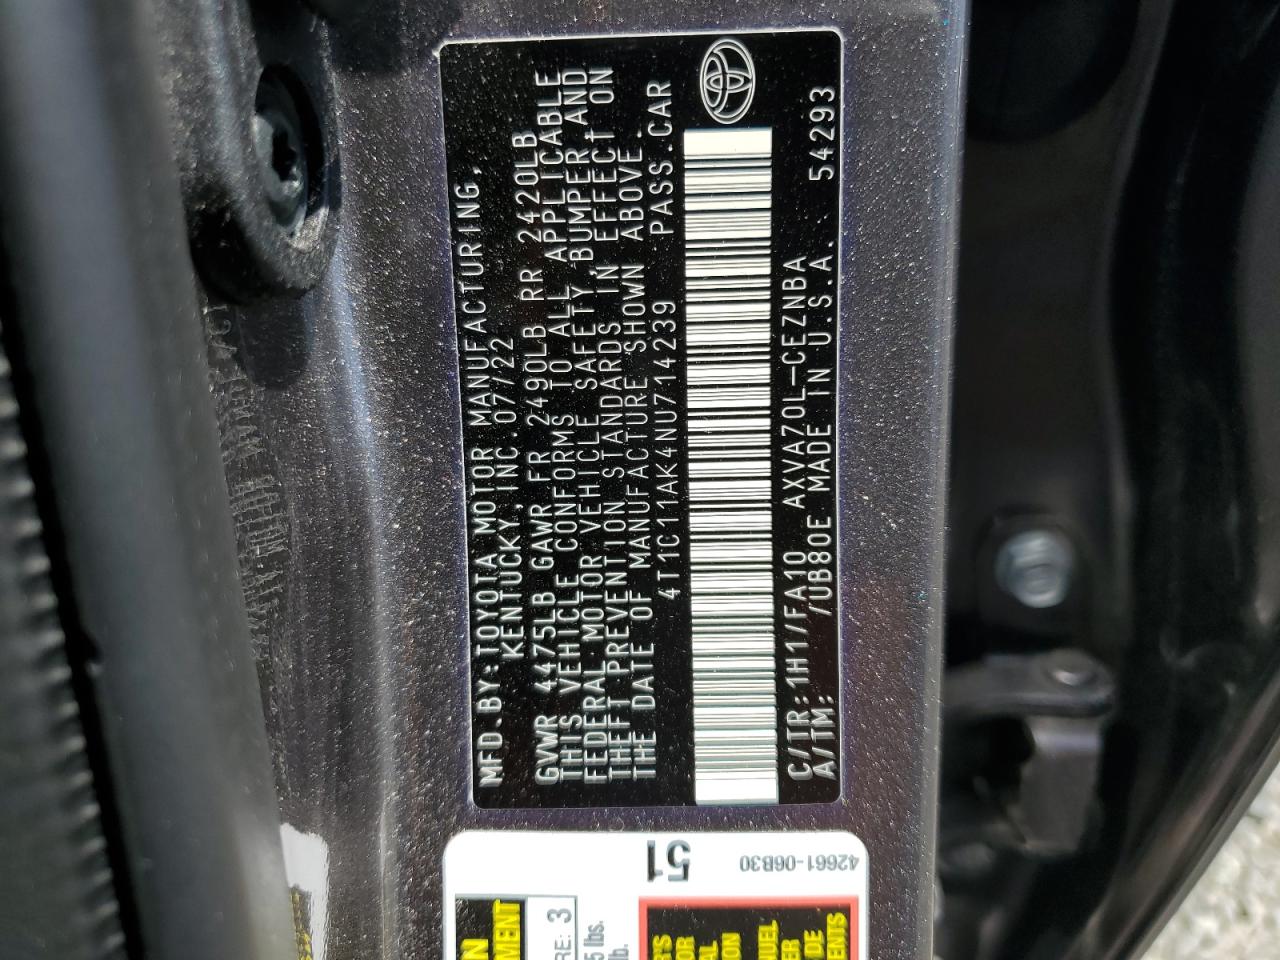 MFD.BY:TOYOTA MOTOR MANUFACTURING,
KENTUCKY,INC.07/22
GVWR 4475LB GAWR FR 2490LB RR 2420LB
THIS VEHICLE CONFORMS TO ALL APPLICABLE
FEDERAL MOTOR VEHICLE SAFETY,BUMPER,AND
THEFT PREVENTION STANDARDS IN EFFECT ON
THE DATE OF MANUFACTURE SHOWN ABOVE.
4T1C11AK4NU714239 PASS.CAR
C/TR:1H1/FA10 AXVA70L-CEZNBA
A/TM: /UB80E MADE IN U.S.A. 54293
51
42661-06B30
3
DE